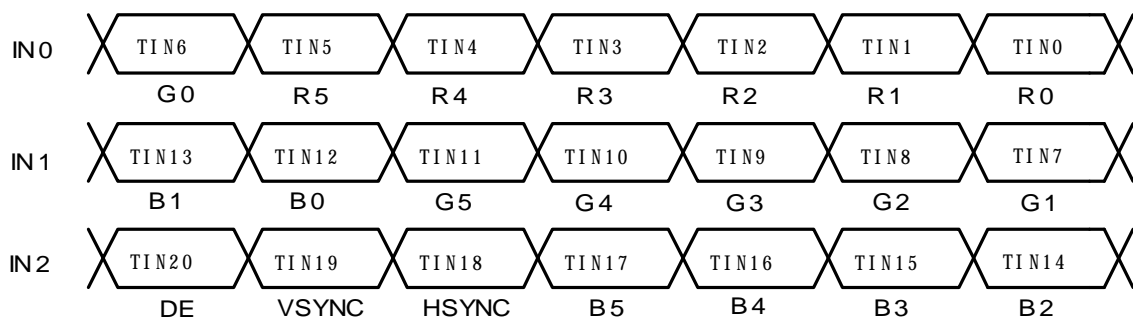 IN0 TIN6 TIN5 TIN4 TIN3 TIN2 TIN1 TIN0
G0 R5 R4 R3 R2 R1 R0
IN1 TIN13 TIN12 TIN11 TIN10 TIN9 TIN8 TIN7
B1 B0 G5 G4 G3 G2 G1
IN2 TIN20 TIN19 TIN18 TIN17 TIN16 TIN15 TIN14
DE VSYNC HSYNC B5 B4 B3 B2